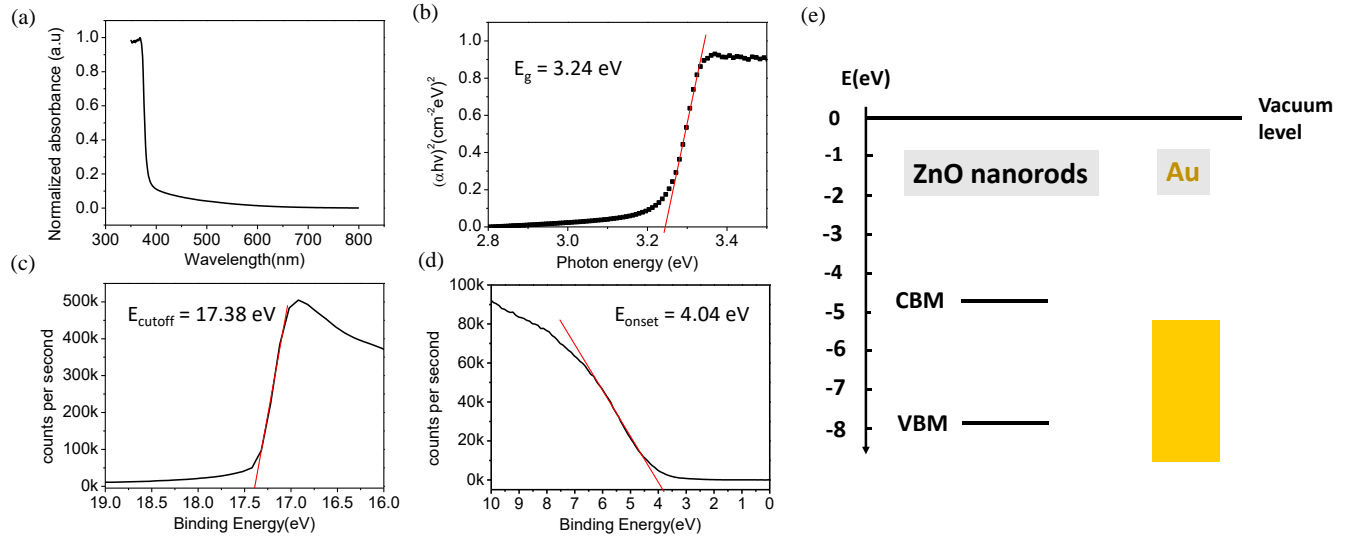 (a)
Normalized absorbance (a.u)
1.0
0.8
0.6
0.4
0.2
0.0
300 400 500 600 700 800
Wavelength(nm)
(b)
E_g = 3.24 eV
(αhν)²(cm⁻²eV)²
1.0
0.8
0.6
0.4
0.2
0.0
2.8 3.0 3.2 3.4
Photon energy (eV)
(c)
E_cutoff = 17.38 eV
counts per second
500k
400k
300k
200k
100k
0k
19.0 18.5 18.0 17.5 17.0 16.5 16.0
Binding Energy(eV)
(d)
E_onset = 4.04 eV
counts per second
100k
80k
60k
40k
20k
0k
10 9 8 7 6 5 4 3 2 1 0
Binding Energy(eV)
(e)
E(eV)
Vacuum
level
0
-1
-2
-3
-4
-5
-6
-7
-8
ZnO nanorods
Au
CBM
VBM